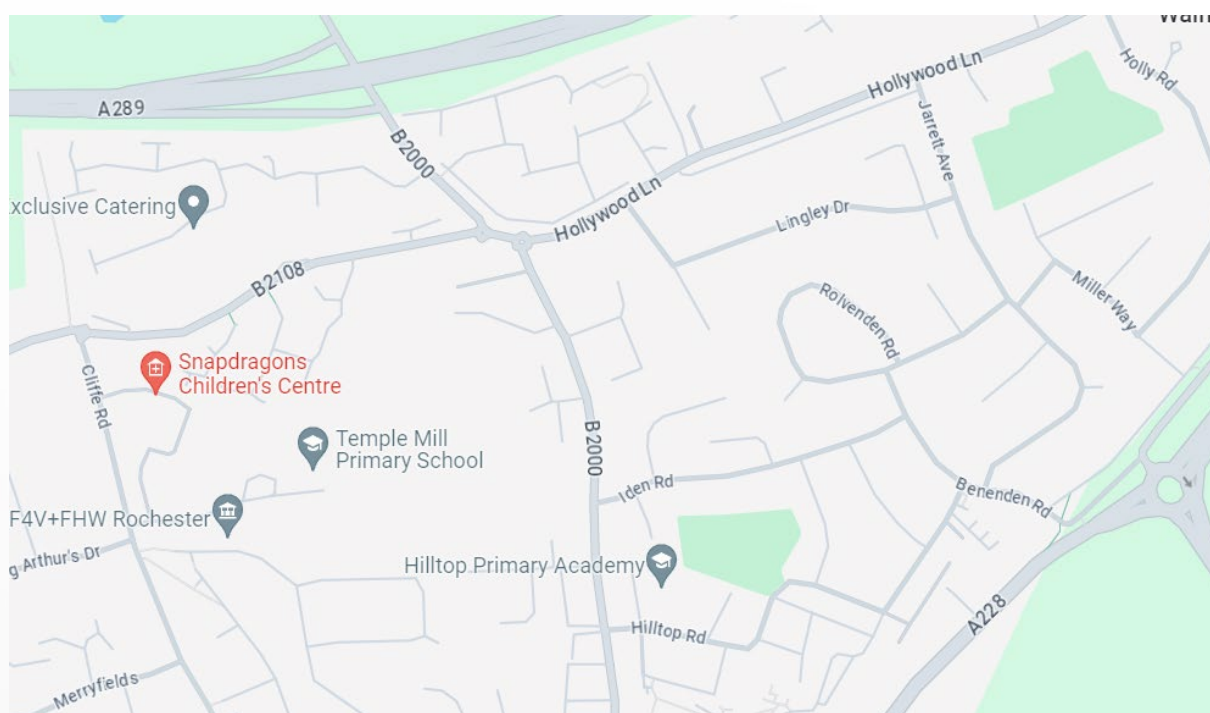 Hollywood Ln
Holly Rd
A289
B2000
Jarrett Ave
xclusive Catering
Hollywood Ln
Lingley Dr
B2108
Rolvenden Rd
Miller Way
Snapdragons
Children's Centre
Cliffe Rd
Temple Mill
Primary School
B2000
Iden Rd
Benenden Rd
F4V+FHW Rochester
g Arthur's Dr
Hilltop Primary Academy
Hilltop Rd
A228
Merryfields